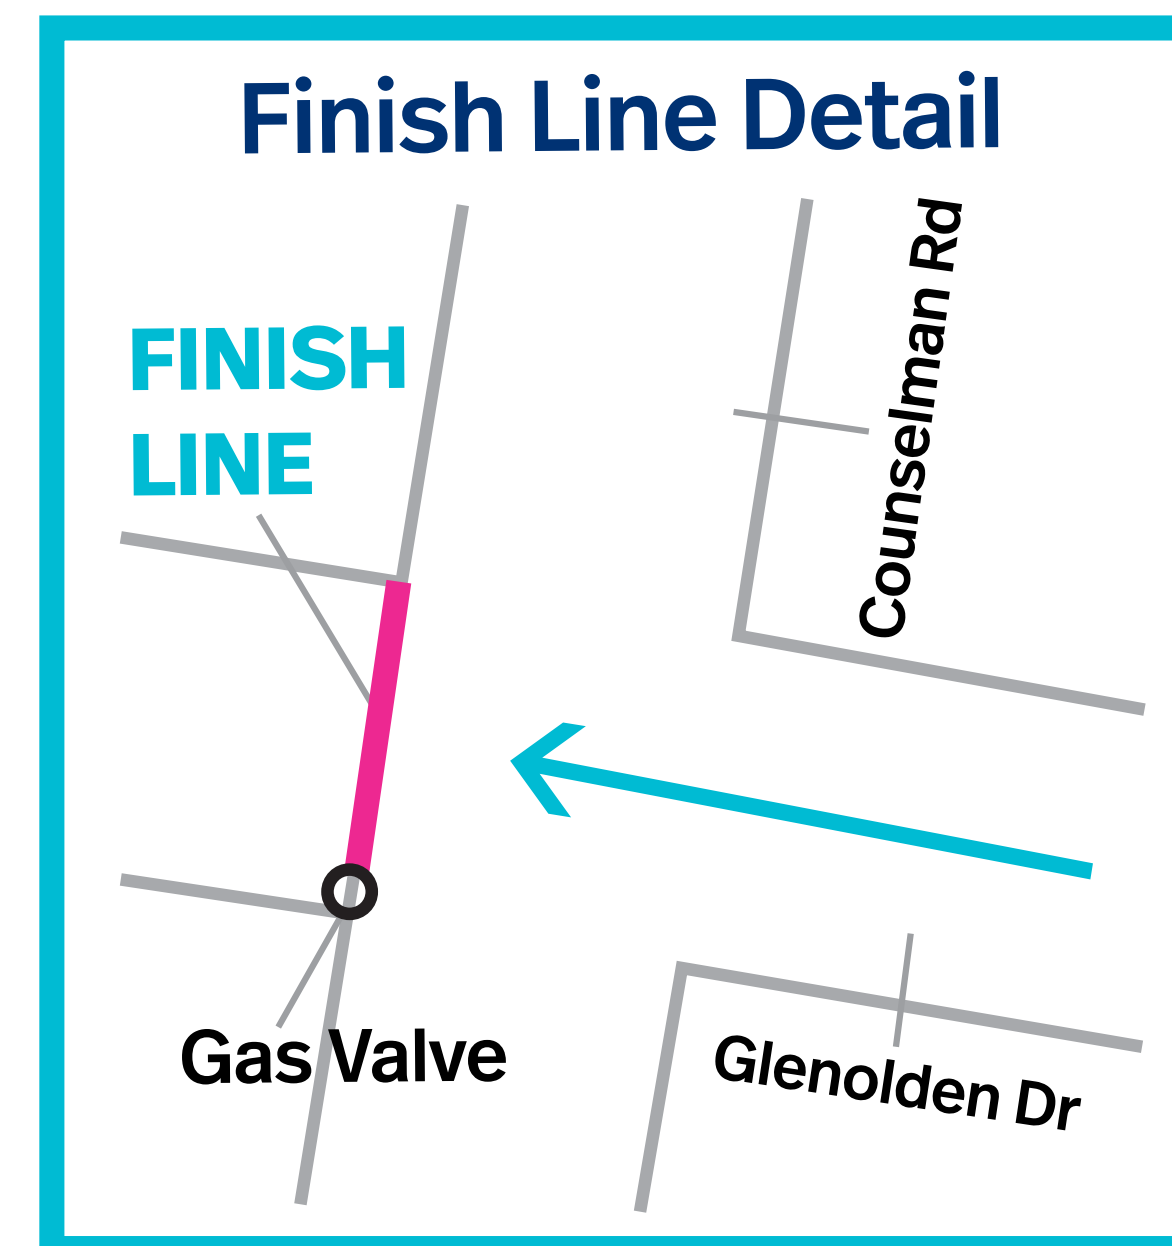 Finish Line Detail
FINISH
LINE
Counselman Rd
Gas Valve
Glenolden Dr